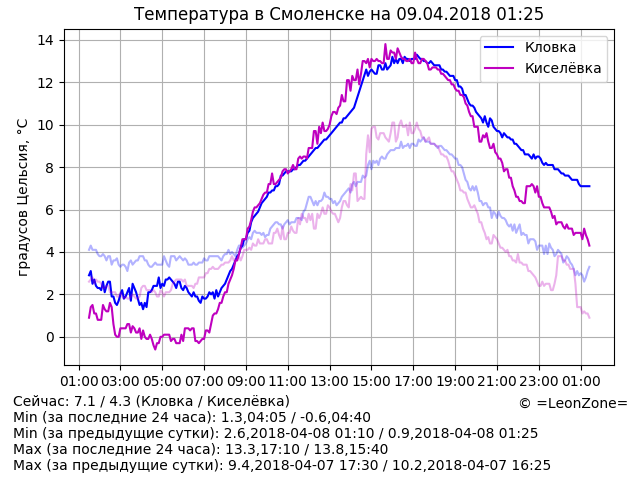 Температура в Смоленске на 09.04.2018 01:25
градусов Цельсия, °C
14
12
10
8
6
4
2
0
Кловка
Киселёвка
01:00 03:00 05:00 07:00 09:00 11:00 13:00 15:00 17:00 19:00 21:00 23:00 01:00
Сейчас: 7.1 / 4.3 (Кловка / Киселёвка)
© =LeonZone=
Min (за последние 24 часа): 1.3,04:05 / -0.6,04:40
Min (за предыдущие сутки): 2.6,2018-04-08 01:10 / 0.9,2018-04-08 01:25
Max (за последние 24 часа): 13.3,17:10 / 13.8,15:40
Max (за предыдущие сутки): 9.4,2018-04-07 17:30 / 10.2,2018-04-07 16:25